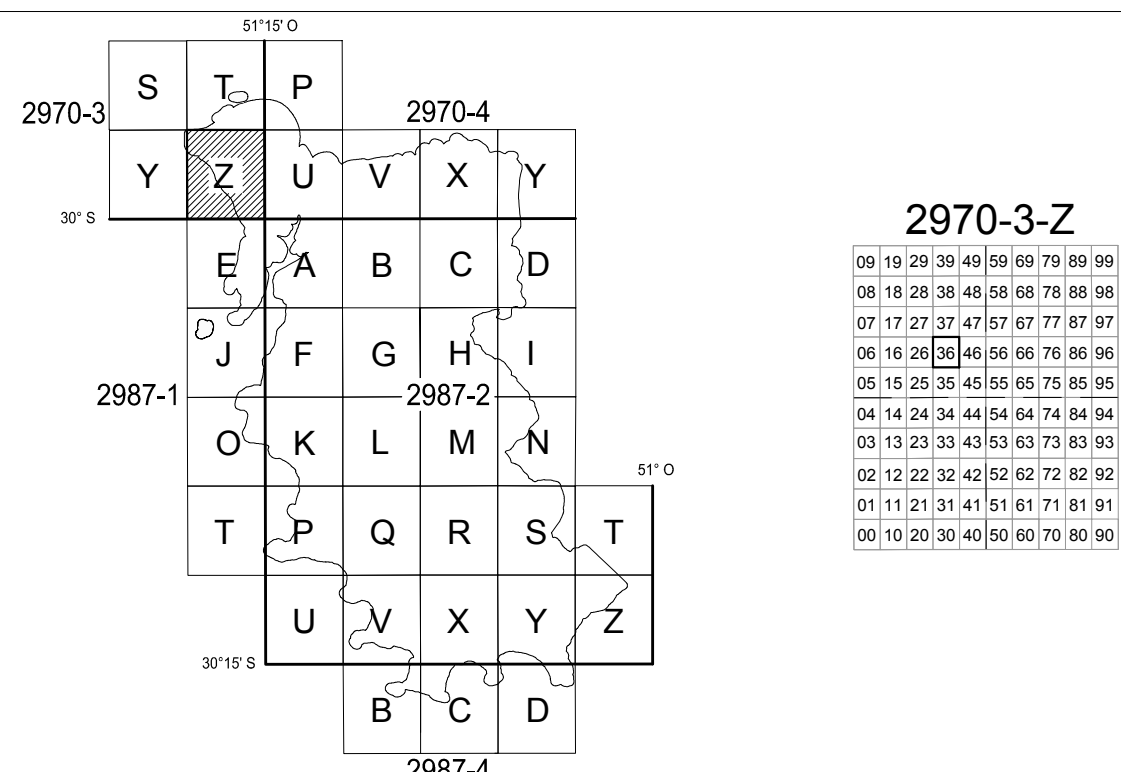 51°15' O
S T P
2970-3 2970-4
Y Z U V X Y
30° S
E A B C D
J F G H I
2987-1 2987-2
O K L M N
51° O
T P Q R S T
U V X Y Z
30°15' S
B C D
2987-4
2970-3-Z
09 19 29 39 49 59 69 79 89 99
08 18 28 38 48 58 68 78 88 98
07 17 27 37 47 57 67 77 87 97
06 16 26 36 46 56 66 76 86 96
05 15 25 35 45 55 65 75 85 95
04 14 24 34 44 54 64 74 84 94
03 13 23 33 43 53 63 73 83 93
02 12 22 32 42 52 62 72 82 92
01 11 21 31 41 51 61 71 81 91
00 10 20 30 40 50 60 70 80 90